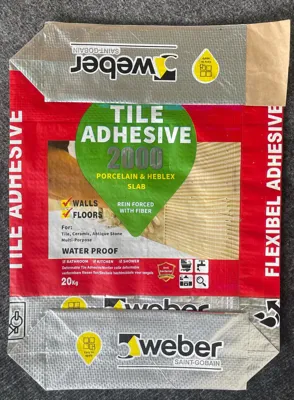 weber
SAINT-GOBAIN
TILE ADHESIVE
FLEXIBEL ADHESIVE
TILE
ADHESIVE
2000
PORCELAIN & HEBLEX
SLAB
REIN FORCED
WITH FIBER
WALLS
FLOORS
For:
Tile, Ceramic, Antique Stone
Multi-Purpose
WATER PROOF
BATHROOM
KITCHEN
SHOWER
20Kg
weber
weber
SAINT-GOBAIN